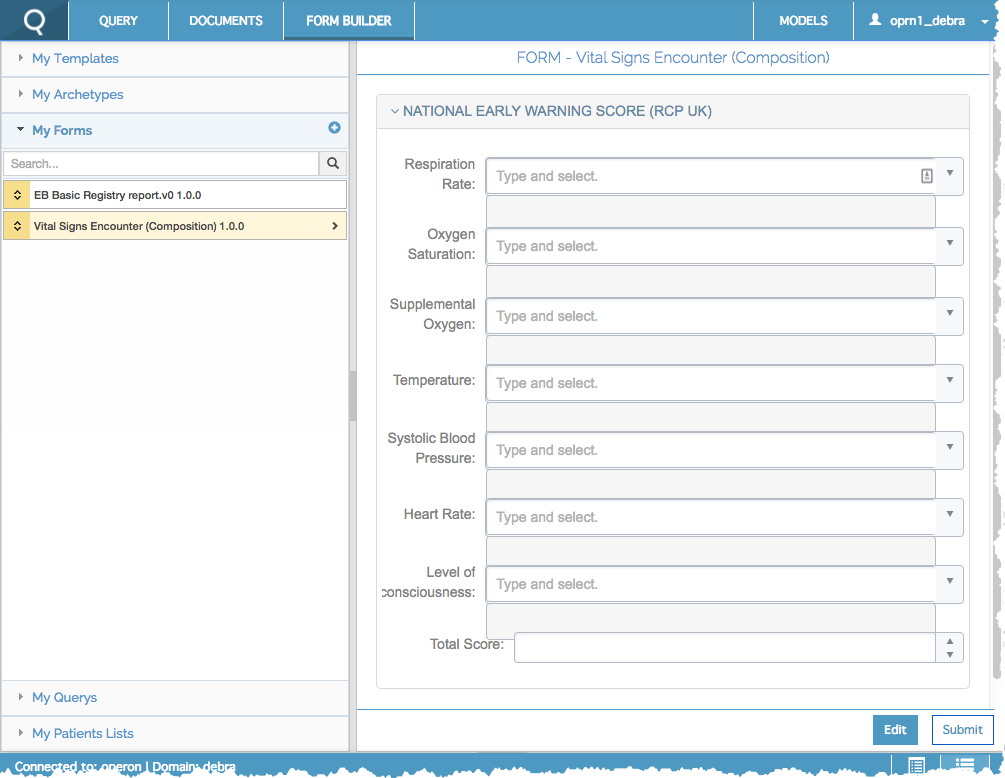 QUERY
DOCUMENTS
FORM BUILDER
MODELS
oprn1_debra
My Templates
My Archetypes
My Forms
Search...
EB Basic Registry report.v0 1.0.0
Vital Signs Encounter (Composition) 1.0.0
My Querys
My Patients Lists
FORM - Vital Signs Encounter (Composition)
NATIONAL EARLY WARNING SCORE (RCP UK)
Respiration
Rate:
Type and select.
Oxygen
Saturation:
Type and select.
Supplemental
Oxygen:
Type and select.
Temperature:
Type and select.
Systolic Blood
Pressure:
Type and select.
Heart Rate:
Type and select.
Level of
consciousness:
Type and select.
Total Score:
Edit
Submit
Connected to: operon | Domain: debra